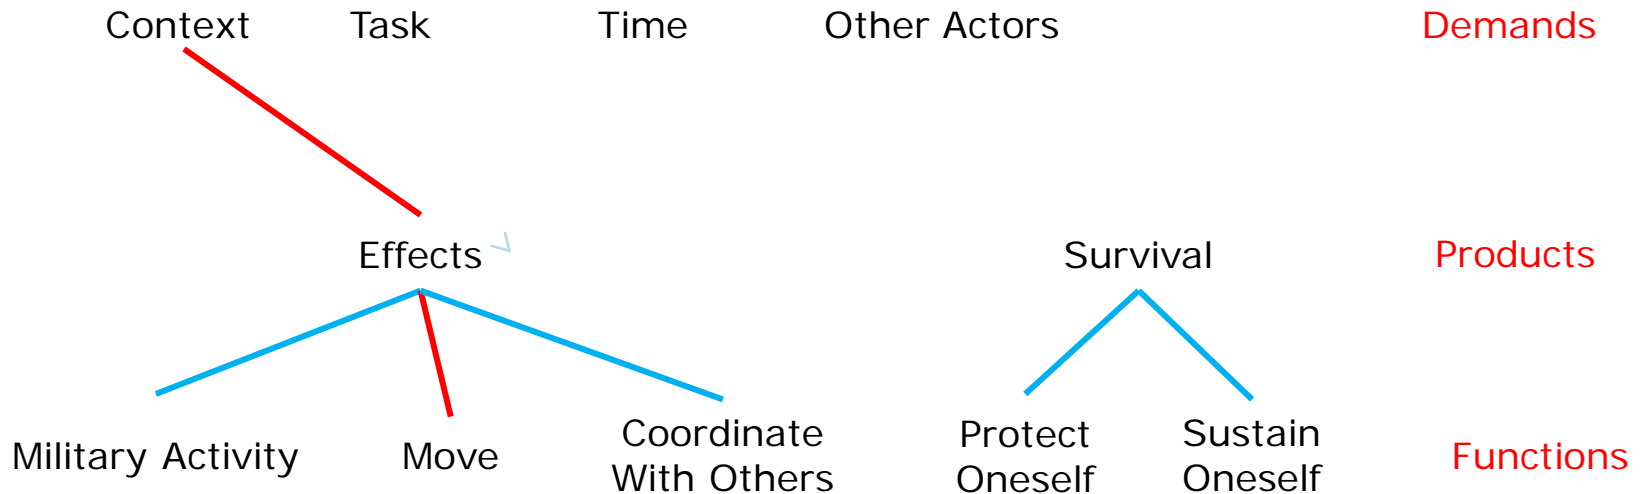 Context Task Time Other Actors Demands
Effects Survival Products
Military Activity Move Coordinate With Others Protect Oneself Sustain Oneself Functions